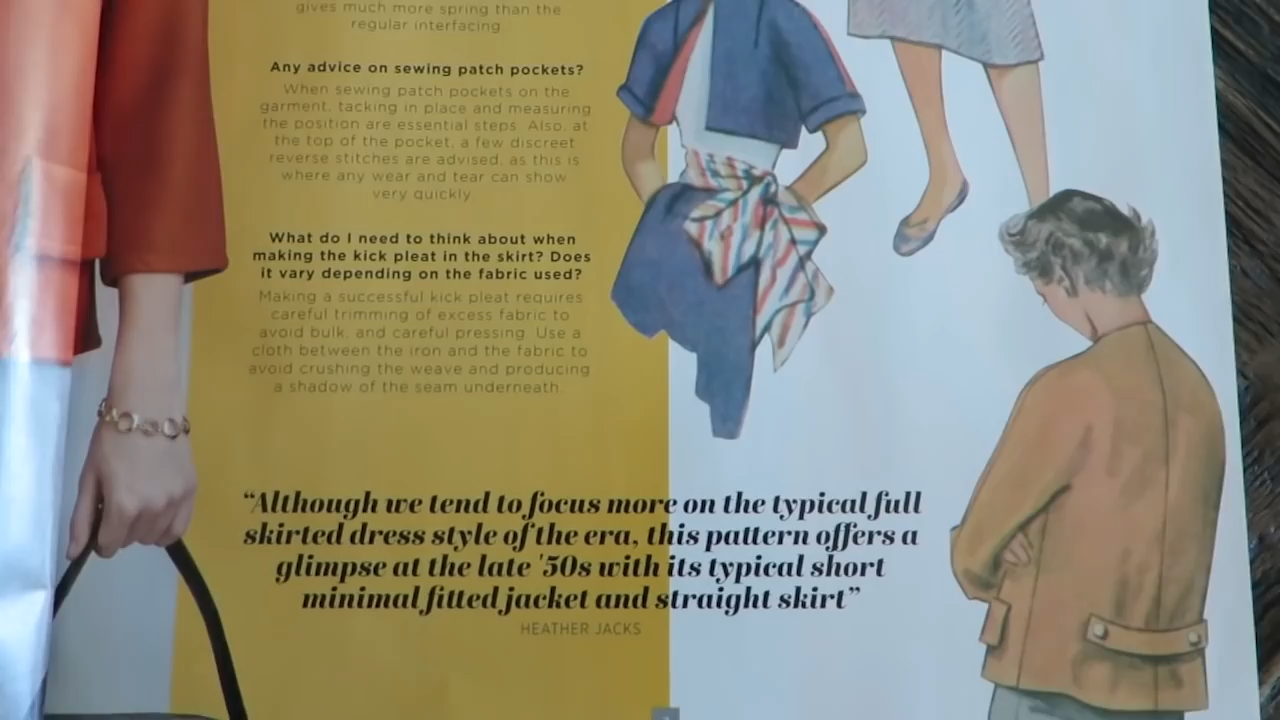 gives much more spring than the
regular interfacing
Any advice on sewing patch pockets?
When sewing patch pockets on the
garment, tacking in place and measuring
the position are essential steps. Also, at
the top of the pocket, a few discreet
reverse stitches are advised, as this is
where any wear and tear can show
very quickly
What do I need to think about when
making the kick pleat in the skirt? Does
it vary depending on the fabric used?
Making a successful kick pleat requires
careful trimming of excess fabric to
avoid bulk, and careful pressing. Use a
cloth between the iron and the fabric to
avoid crushing the weave and producing
a shadow of the seam underneath.
“Although we tend to focus more on the typical full
skirted dress style of the era, this pattern offers a
glimpse at the late '50s with its typical short
minimal fitted jacket and straight skirt”
HEATHER JACKS